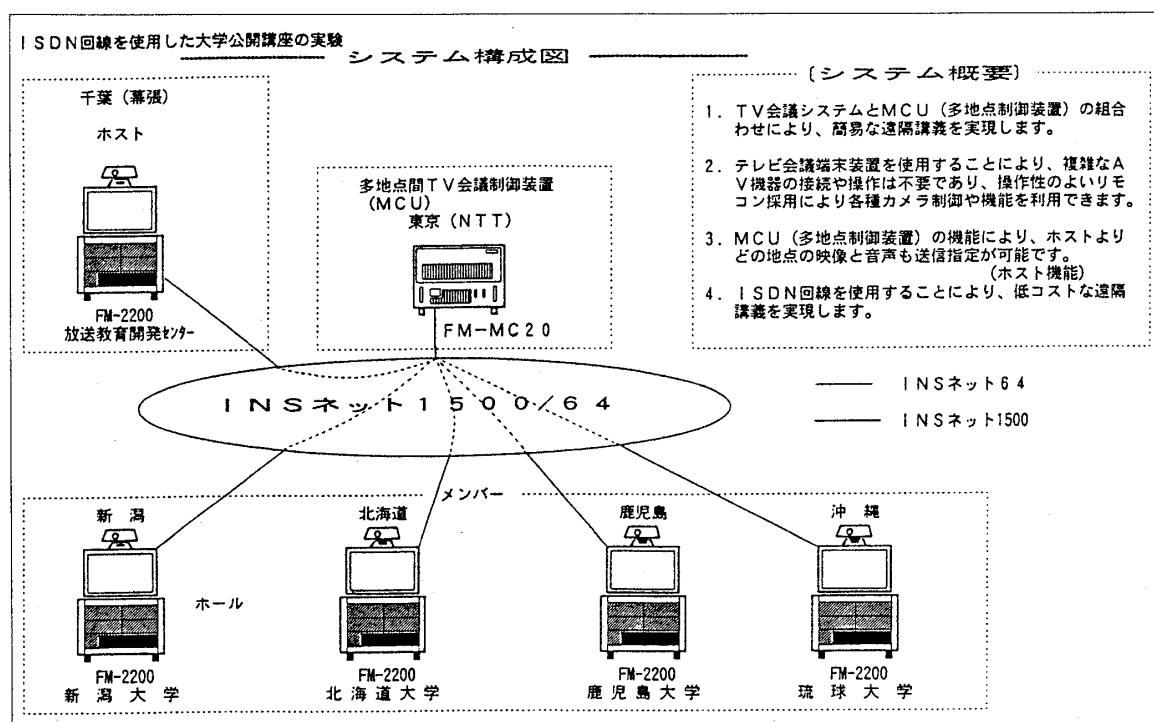 ISDN回線を使用した大学公開講座の実験
システム構成図
千葉(幕張)
ホスト
FM-2200
放送教育開発センター
多地点間TV会議制御装置
(MCU)
東京(NTT)
FM-MC20
[システム概要]
1. TV会議システムとMCU(多地点制御装置)の組合
わせにより、簡易な遠隔講義を実現します。
2. テレビ会議端末装置を使用することにより、複雑なA
V機器の接続や操作は不要であり、操作性のよいリモ
コン採用により各種カメラ制御や機能を利用できます。
3. MCU(多地点制御装置)の機能により、ホストより
どの地点の映像と音声も送信指定が可能です。
(ホスト機能)
4. ISDN回線を使用することにより、低コストな遠隔
講義を実現します。
INSネット1500/64
INSネット64
INSネット1500
メンバー
新潟
北海道
鹿児島
沖縄
ホール
FM-2200
新潟大学
FM-2200
北海道大学
FM-2200
鹿児島大学
FM-2200
琉球大学